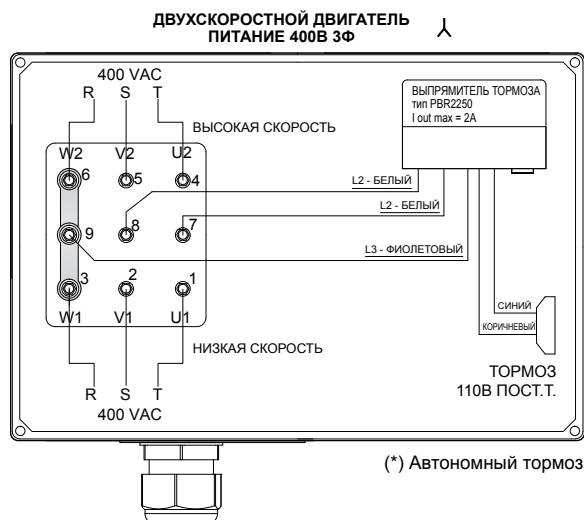 ДВУХСКОРОСТНОЙ ДВИГАТЕЛЬ
ПИТАНИЕ 400В 3Ф
400 VAC
R S T
ВЫСОКАЯ СКОРОСТЬ
ВЫПРЯМИТЕЛЬ ТОРМОЗА
тип PBR2250
I out max = 2A
W2 V2 U2
6 5 4
L2 - БЕЛЫЙ
L2 - БЕЛЫЙ
9 8 7
L3 - ФИОЛЕТОВЫЙ
3 2 1
СИНИЙ
КОРИЧНЕВЫЙ
W1 V1 U1
НИЗКАЯ СКОРОСТЬ
ТОРМОЗ
110В ПОСТ.Т.
R S T
400 VAC
(*) Автономный тормоз